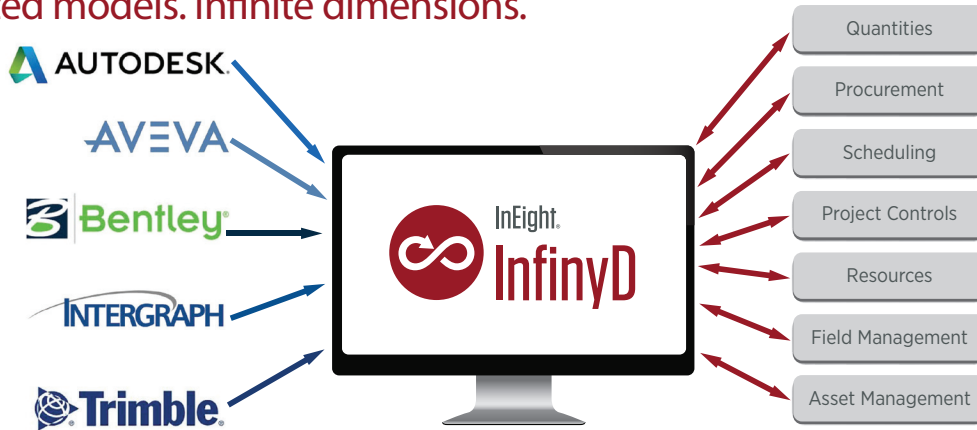 ted models. Infinite dimensions.
AUTODESK.
AVEVA
Bentley®
INTERGRAPH
Trimble.
InEight.
InfinyD
Quantities
Procurement
Scheduling
Project Controls
Resources
Field Management
Asset Management